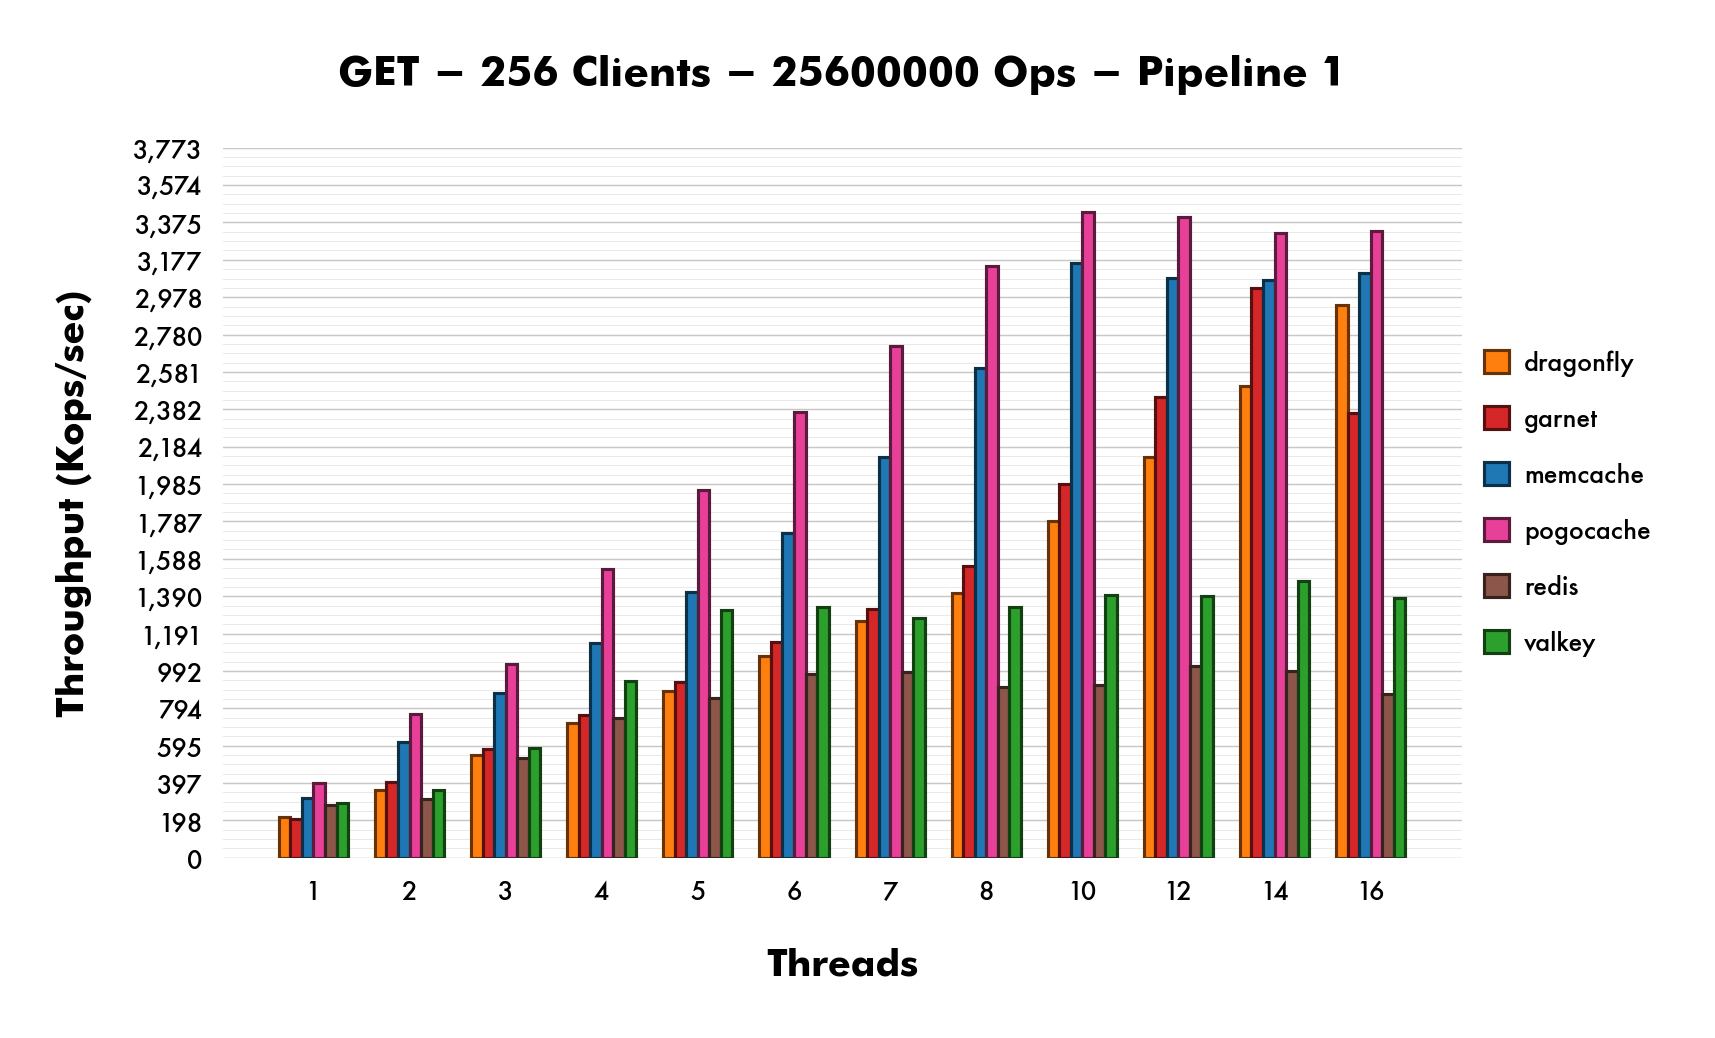 GET – 256 Clients – 25600000 Ops – Pipeline 1
Throughput (Kops/sec)
3,773
3,574
3,375
3,177
2,978
2,780
2,581
2,382
2,184
1,985
1,787
1,588
1,390
1,191
992
794
595
397
198
0
1 2 3 4 5 6 7 8 10 12 14 16
Threads
dragonfly
garnet
memcache
pogocache
redis
valkey